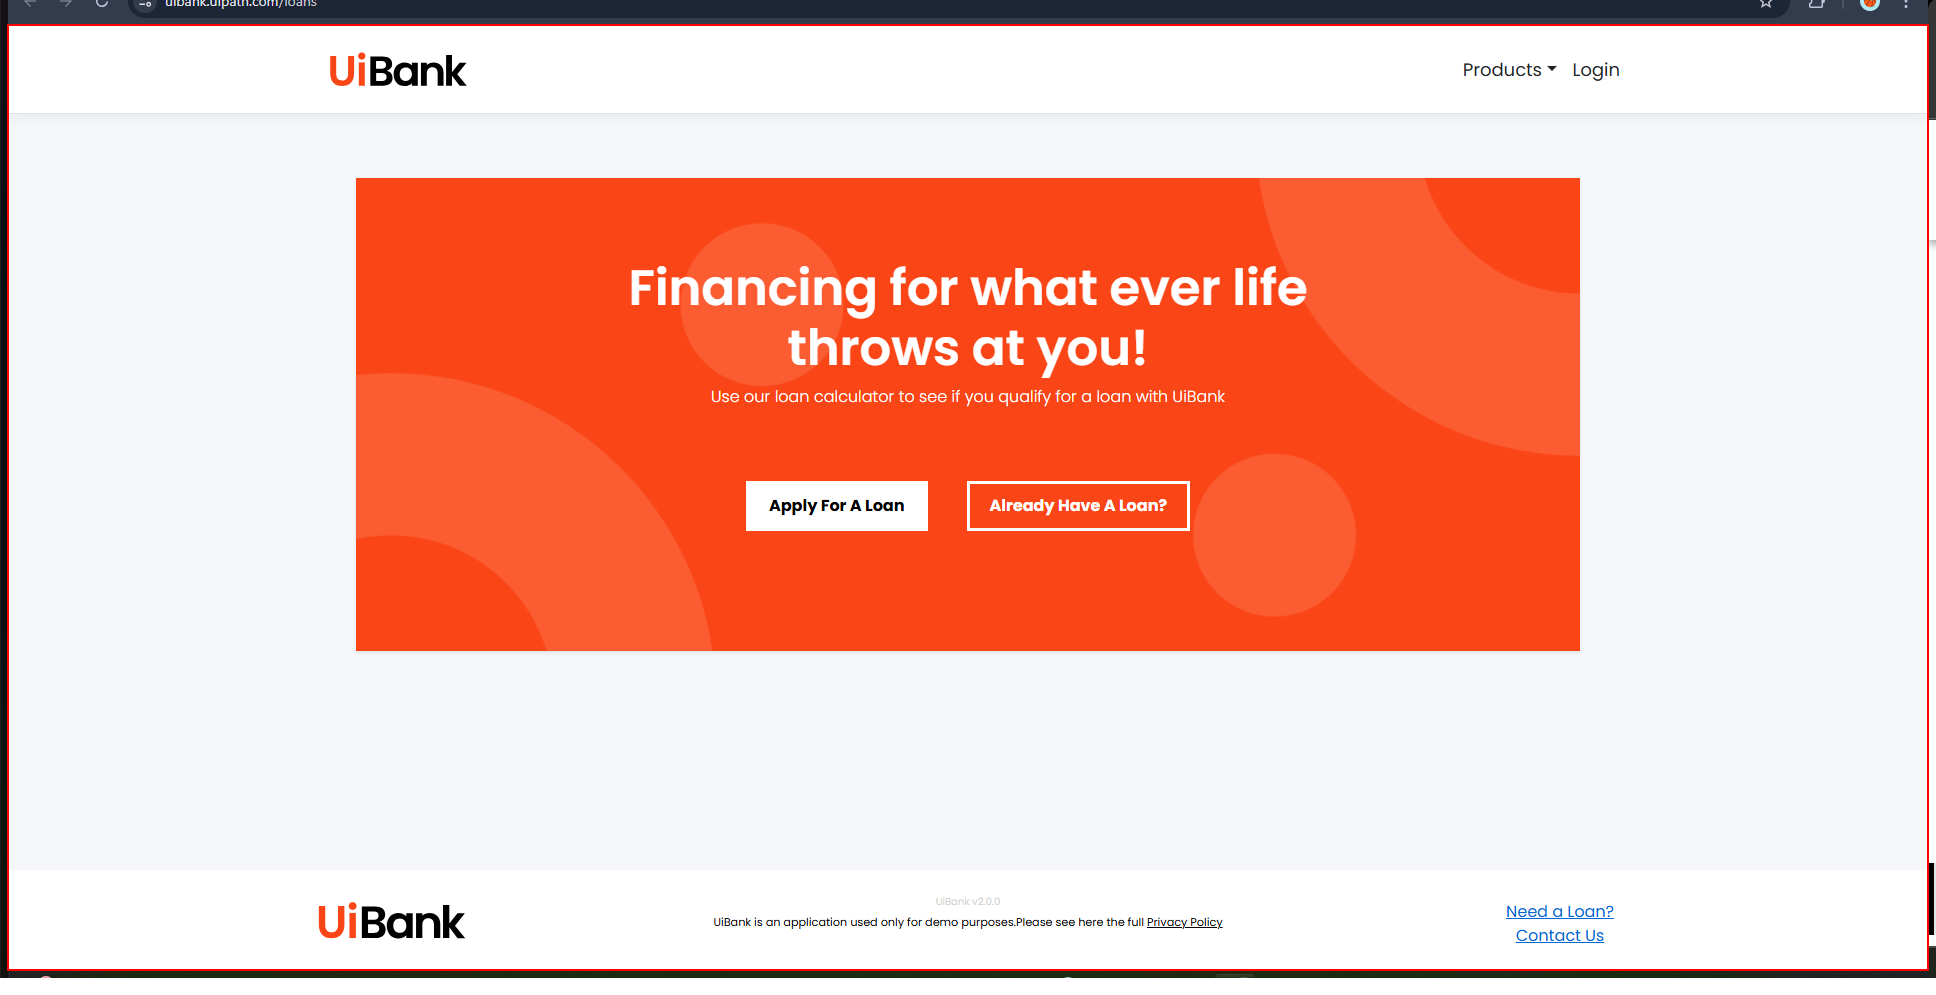 uibank.uipath.com/loans
UiBank
Products Login
Financing for what ever life
throws at you!
Use our loan calculator to see if you qualify for a loan with UiBank
Apply For A Loan
Already Have A Loan?
UiBank
UiBank v2.0.0
UiBank is an application used only for demo purposes.Please see here the full Privacy Policy
Need a Loan?
Contact Us